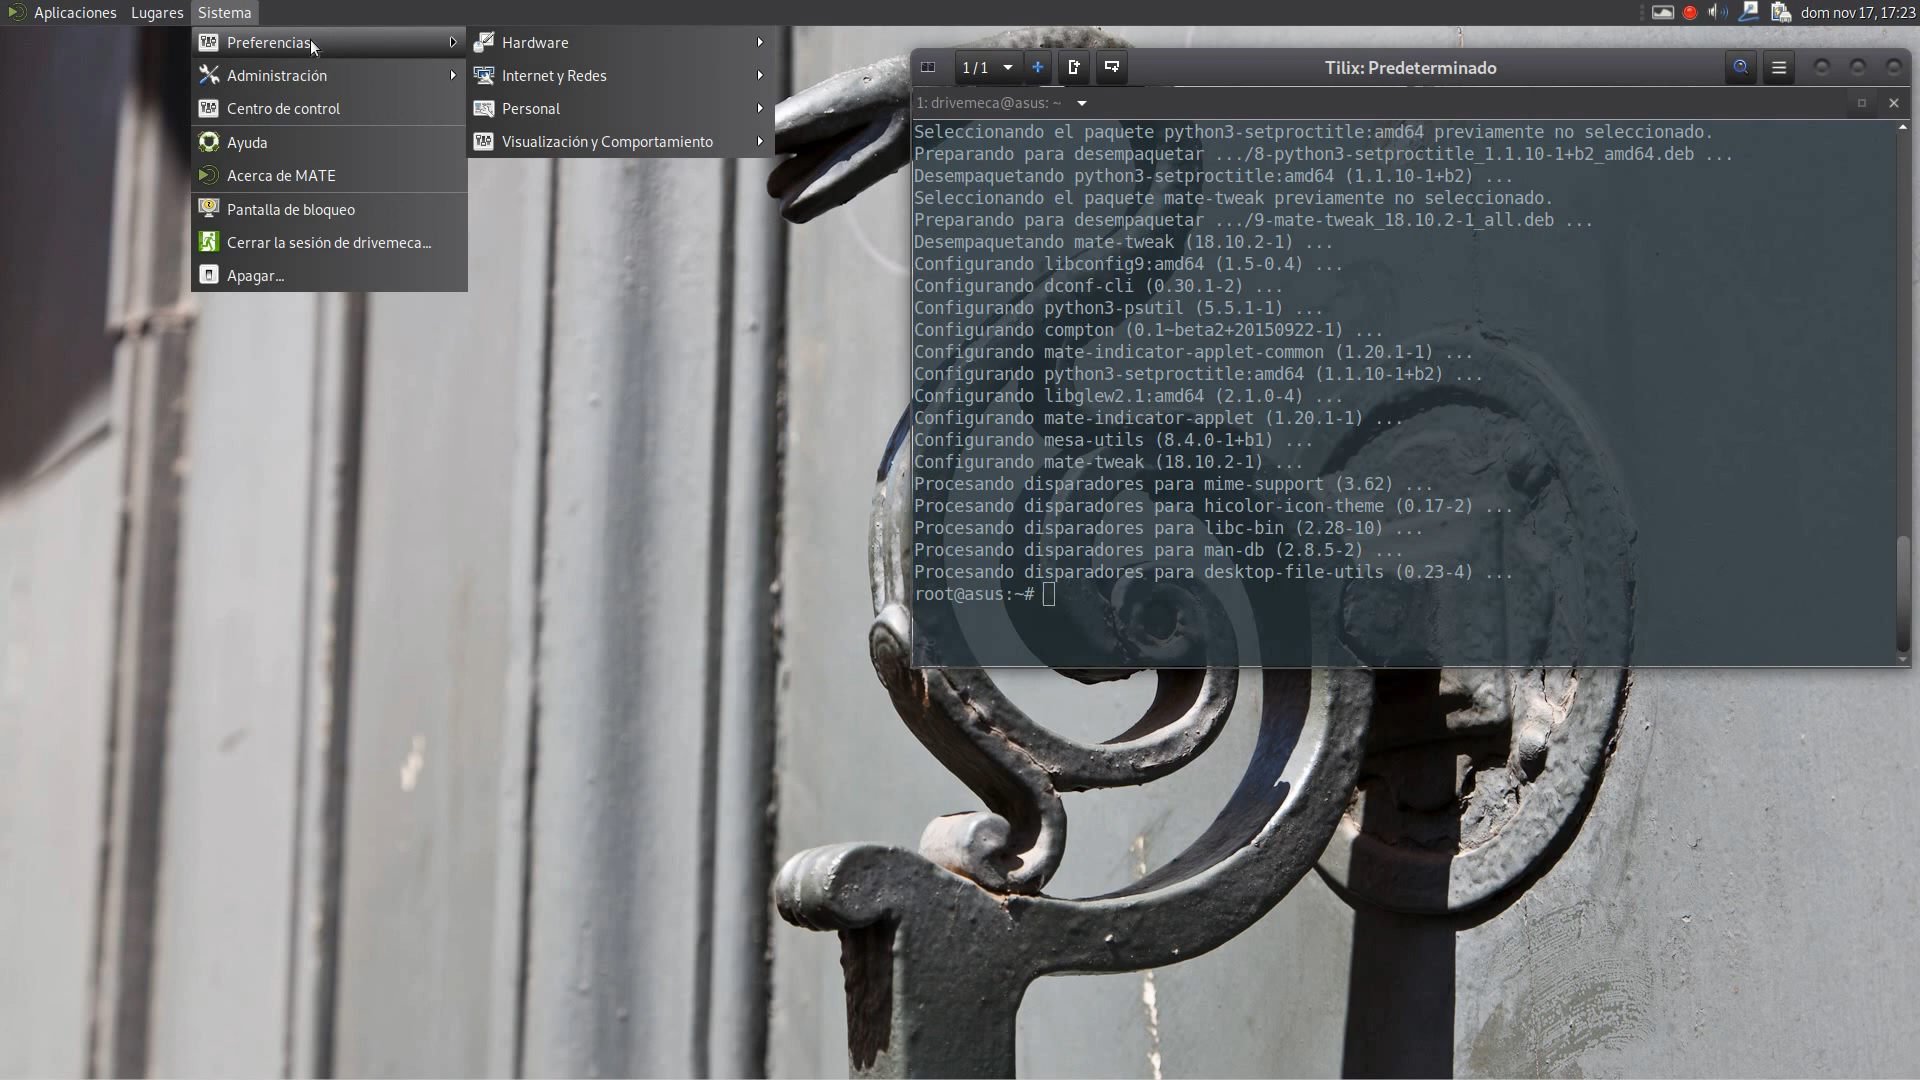 Aplicaciones Lugares Sistema
dom nov 17, 17:23
Preferencias
Administración
Centro de control
Ayuda
Acerca de MATE
Pantalla de bloqueo
Cerrar la sesión de drivemeca...
Apagar...
Hardware
Internet y Redes
Personal
Visualización y Comportamiento
1 / 1
Tilix: Predeterminado
1: drivemeca@asus: ~
Seleccionando el paquete python3-setproctitle:amd64 previamente no seleccionado.
Preparando para desempaquetar .../8-python3-setproctitle_1.1.10-1+b2_amd64.deb ...
Desempaquetando python3-setproctitle:amd64 (1.1.10-1+b2) ...
Seleccionando el paquete mate-tweak previamente no seleccionado.
Preparando para desempaquetar .../9-mate-tweak_18.10.2-1_all.deb ...
Desempaquetando mate-tweak (18.10.2-1) ...
Configurando libconfig9:amd64 (1.5-0.4) ...
Configurando dconf-cli (0.30.1-2) ...
Configurando python3-psutil (5.5.1-1) ...
Configurando compton (0.1~beta2+20150922-1) ...
Configurando mate-indicator-applet-common (1.20.1-1) ...
Configurando python3-setproctitle:amd64 (1.1.10-1+b2) ...
Configurando libglew2.1:amd64 (2.1.0-4) ...
Configurando mate-indicator-applet (1.20.1-1) ...
Configurando mesa-utils (8.4.0-1+b1) ...
Configurando mate-tweak (18.10.2-1) ...
Procesando disparadores para mime-support (3.62) ...
Procesando disparadores para hicolor-icon-theme (0.17-2) ...
Procesando disparadores para libc-bin (2.28-10) ...
Procesando disparadores para man-db (2.8.5-2) ...
Procesando disparadores para desktop-file-utils (0.23-4) ...
root@asus:~#